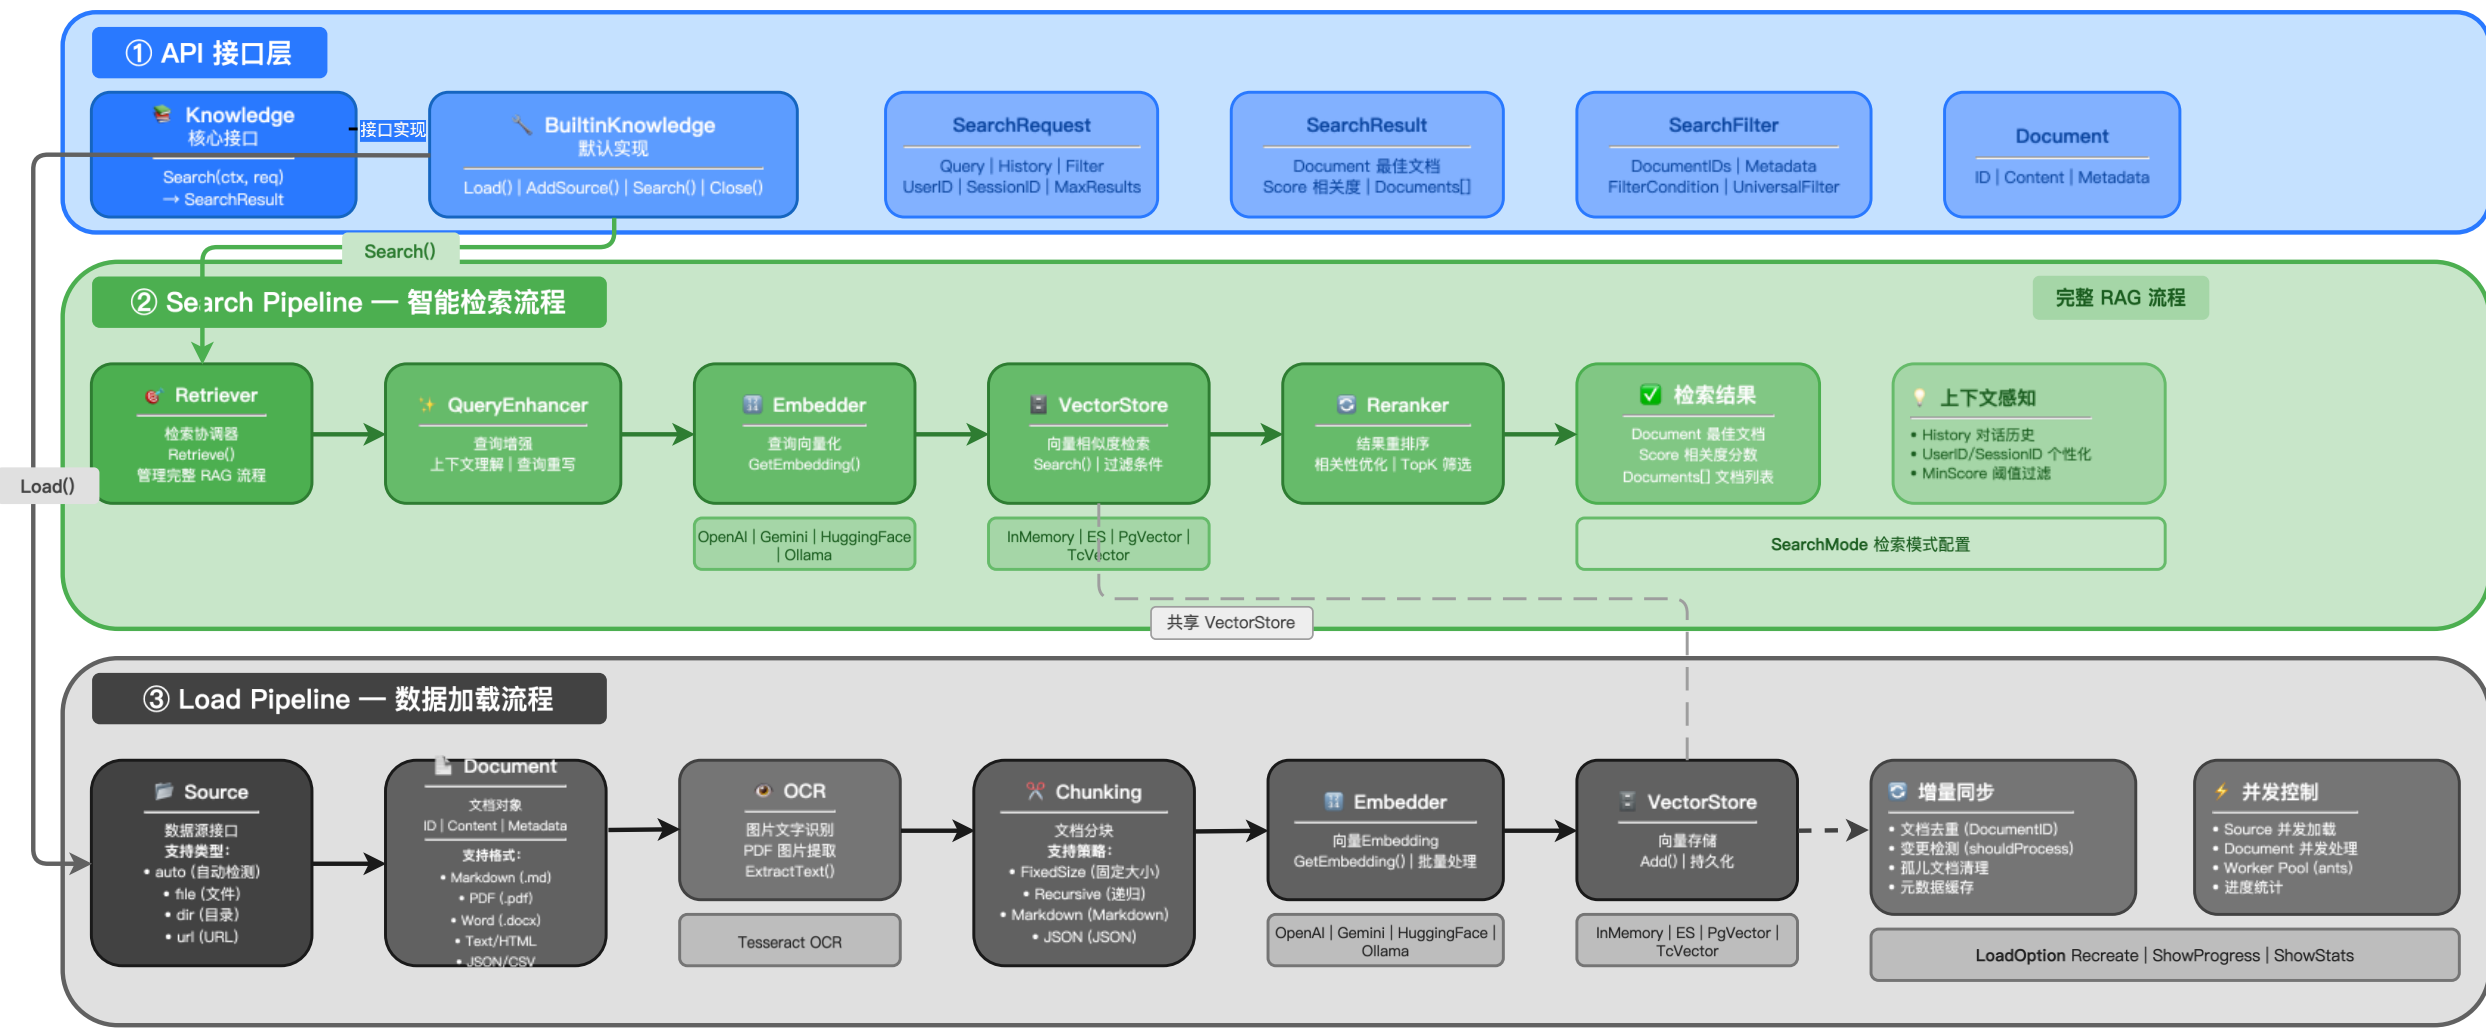 ① API 接口层
Knowledge
核心接口
Search(ctx, req)
→ SearchResult
接口实现
BuiltinKnowledge
默认实现
Load() | AddSource() | Search() | Close()
SearchRequest
Query | History | Filter
UserID | SessionID | MaxResults
SearchResult
Document 最佳文档
Score 相关度 | Documents[]
SearchFilter
DocumentIDs | Metadata
FilterCondition | UniversalFilter
Document
ID | Content | Metadata
Search()
② Search Pipeline — 智能检索流程
完整 RAG 流程
Retriever
检索协调器
Retrieve()
管理完整 RAG 流程
QueryEnhancer
查询增强
上下文理解 | 查询重写
Embedder
查询向量化
GetEmbedding()
OpenAI | Gemini | HuggingFace
| Ollama
VectorStore
向量相似度检索
Search() | 过滤条件
InMemory | ES | PgVector |
TcVector
Reranker
结果重排序
相关性优化 | TopK 筛选
检索结果
Document 最佳文档
Score 相关度分数
Documents[] 文档列表
上下文感知
• History 对话历史
• UserID/SessionID 个性化
• MinScore 阈值过滤
SearchMode 检索模式配置
Load()
共享 VectorStore
③ Load Pipeline — 数据加载流程
Source
数据源接口
支持类型：
• auto (自动检测)
• file (文件)
• dir (目录)
• url (URL)
Document
文档对象
ID | Content | Metadata
支持格式：
• Markdown (.md)
• PDF (.pdf)
• Word (.docx)
• Text/HTML
• JSON/CSV
OCR
图片文字识别
PDF 图片提取
ExtractText()
Tesseract OCR
Chunking
文档分块
支持策略：
• FixedSize (固定大小)
• Recursive (递归)
• Markdown (Markdown)
• JSON (JSON)
Embedder
向量Embedding
GetEmbedding() | 批量处理
OpenAI | Gemini | HuggingFace |
Ollama
VectorStore
向量存储
Add() | 持久化
InMemory | ES | PgVector |
TcVector
增量同步
• 文档去重 (DocumentID)
• 变更检测 (shouldProcess)
• 孤儿文档清理
• 元数据缓存
并发控制
• Source 并发加载
• Document 并发处理
• Worker Pool (ants)
• 进度统计
LoadOption Recreate | ShowProgress | ShowStats